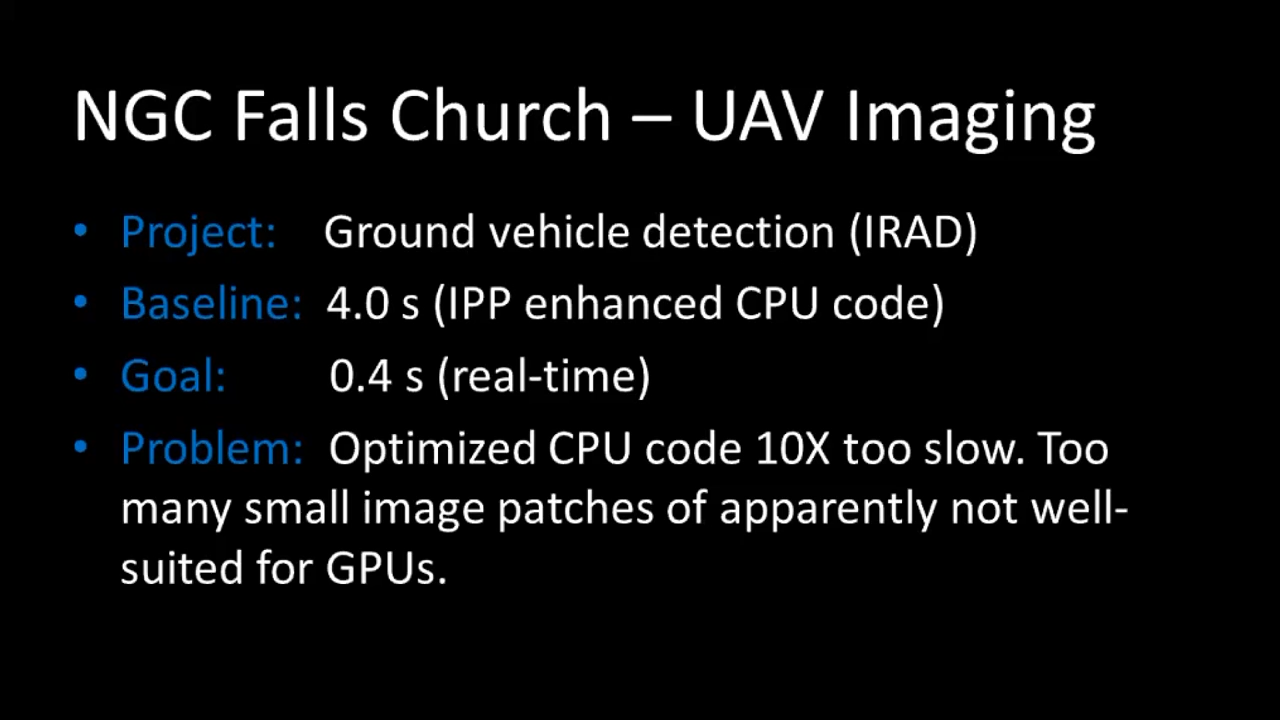 NGC Falls Church – UAV Imaging
• Project: Ground vehicle detection (IRAD)
• Baseline: 4.0 s (IPP enhanced CPU code)
• Goal: 0.4 s (real-time)
• Problem: Optimized CPU code 10X too slow. Too
many small image patches of apparently not well-
suited for GPUs.